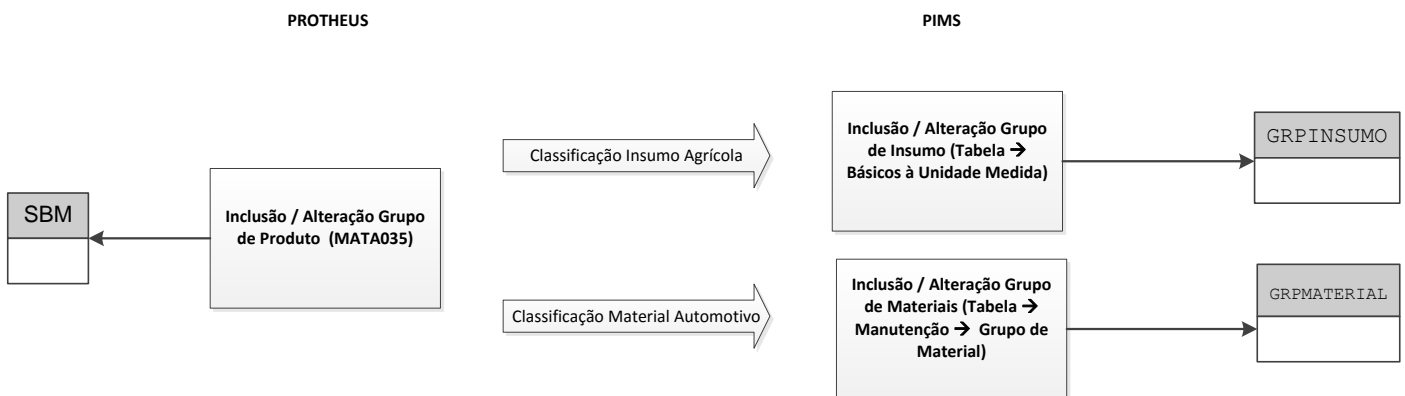 PROTHEUS
PIMS
SBM
Inclusão / Alteração Grupo
de Produto (MATA035)
Classificação Insumo Agrícola
Inclusão / Alteração Grupo
de Insumo (Tabela →
Básicos à Unidade Medida)
GRPINSUMO
Classificação Material Automotivo
Inclusão / Alteração Grupo
de Materiais (Tabela →
Manutenção → Grupo de
Material)
GRPMATERIAL